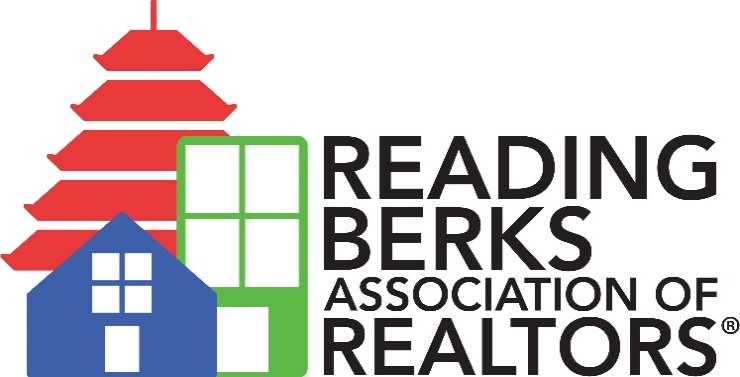 READING
BERKS
ASSOCIATION OF
REALTORS®